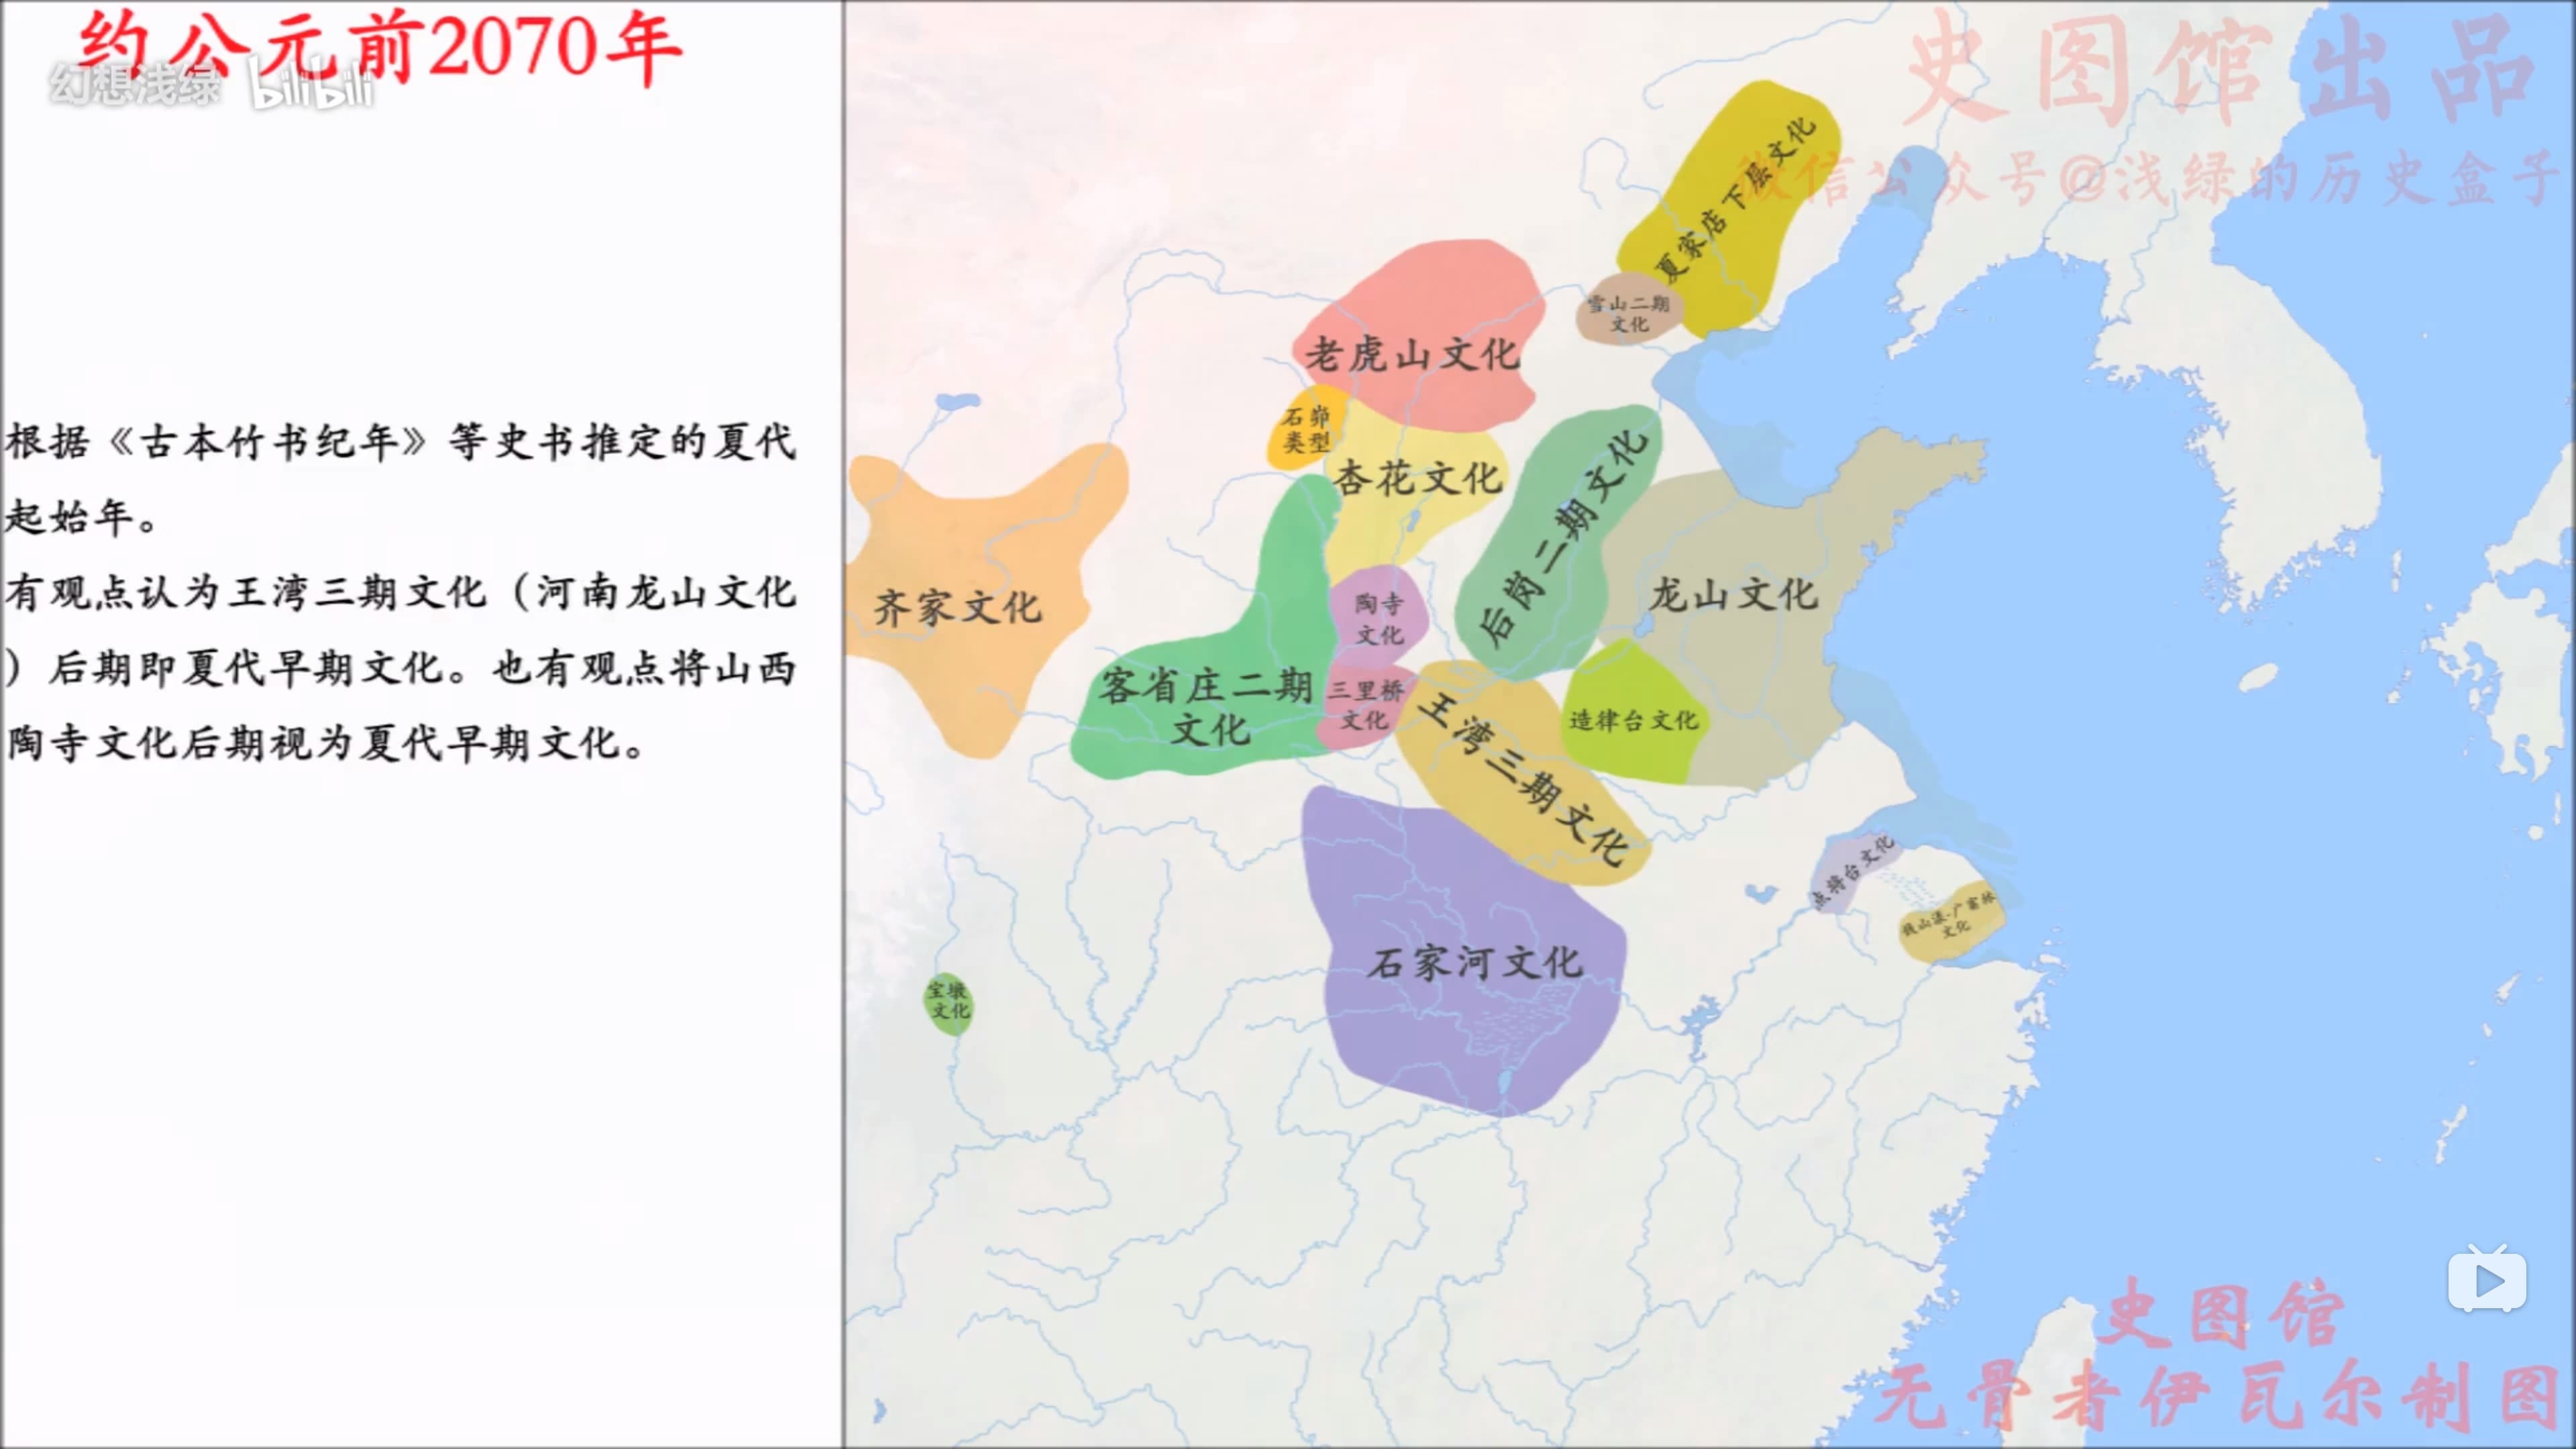 约公元前2070年
幻想浅绿 bilibili
根据《古本竹书纪年》等史书推定的夏代
起始年。
有观点认为王湾三期文化（河南龙山文化
）后期即夏代早期文化。也有观点将山西
陶寺文化后期视为夏代早期文化。
史图馆出品
微信公众号@浅绿的历史盒子
夏家店下层文化
雪山二期
文化
老虎山文化
石峁
类型
杏花文化
后岗二期文化
龙山文化
齐家文化
陶寺
文化
客省庄二期
文化
三里桥
文化
王湾三期文化
造律台文化
点将台文化
钱山漾-广富林
文化
石家河文化
宝墩
文化
史图馆
无骨者伊瓦尔制图